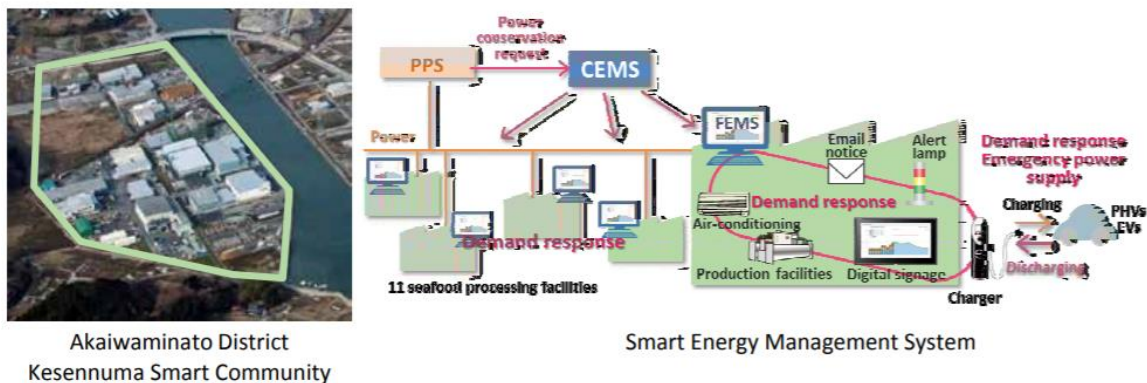 Power
conservation
request
PPS
CEMS
Power
FEMS
Email
notice
Alert
lamp
Demand response
Emergency power
supply
Demand response
Air-conditioning
Charging
PHVs
EVs
Demand response
Production facilities
Digital signage
Discharging
11 seafood processing facilities
Charger
Akaiwaminato District
Kesennuma Smart Community
Smart Energy Management System